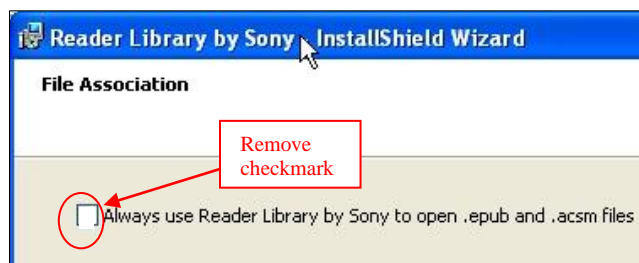 Reader Library by Sony - InstallShield Wizard
File Association
Remove
checkmark
Always use Reader Library by Sony to open .epub and .acsm files